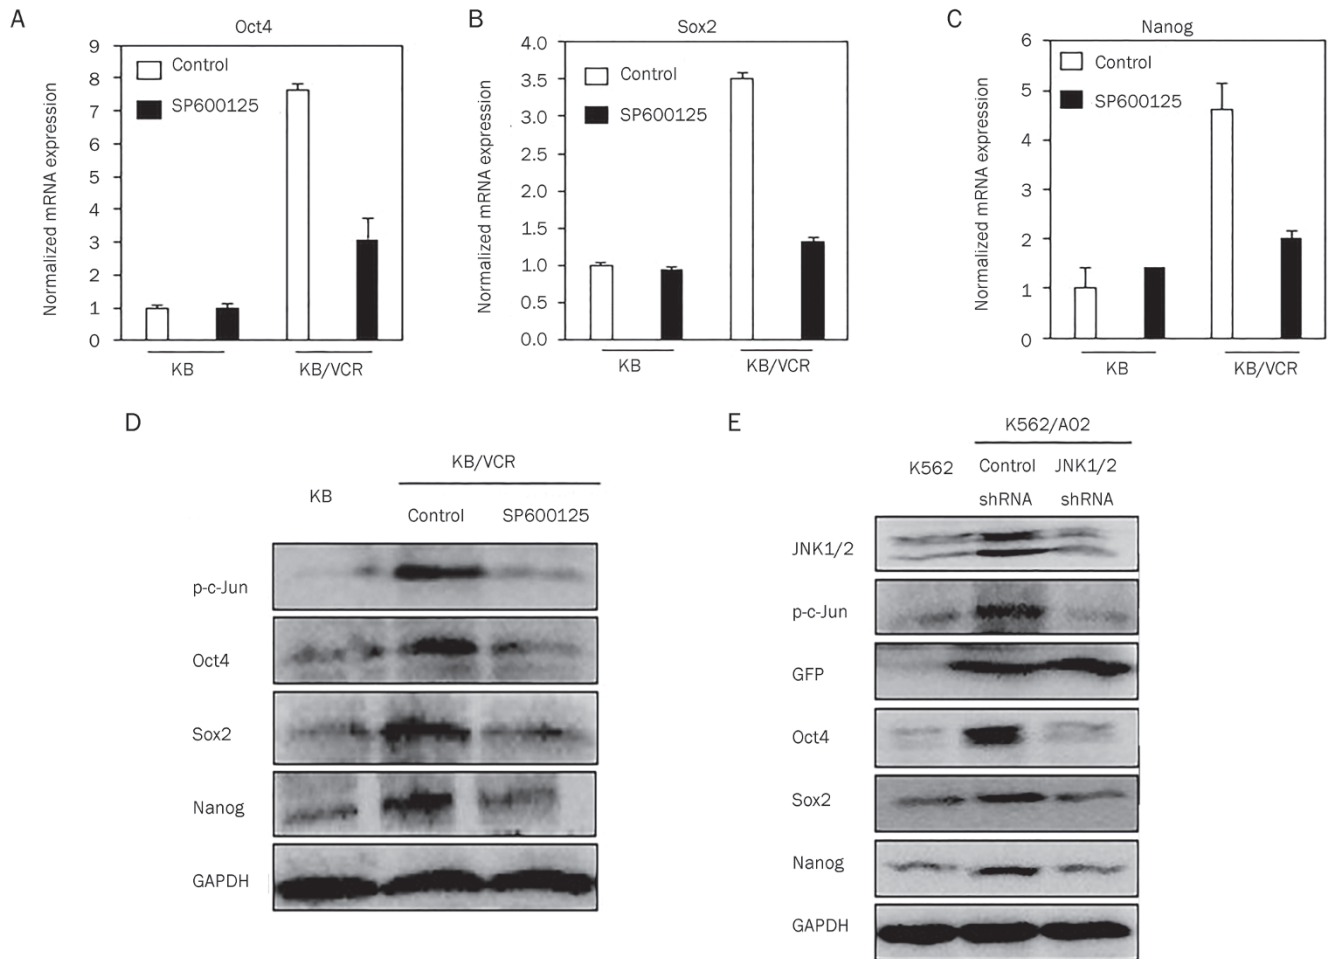 A
Oct4
Normalized mRNA expression
9
8
7
6
5
4
3
2
1
0
Control
SP600125
KB
KB/VCR
B
Sox2
Normalized mRNA expression
4.0
3.5
3.0
2.5
2.0
1.5
1.0
0.5
0.0
Control
SP600125
KB
KB/VCR
C
Nanog
Normalized mRNA expression
6
5
4
3
2
1
0
Control
SP600125
KB
KB/VCR
D
KB/VCR
KB
Control
SP600125
p-c-Jun
Oct4
Sox2
Nanog
GAPDH
E
K562/A02
K562
Control
shRNA
JNK1/2
shRNA
JNK1/2
p-c-Jun
GFP
Oct4
Sox2
Nanog
GAPDH